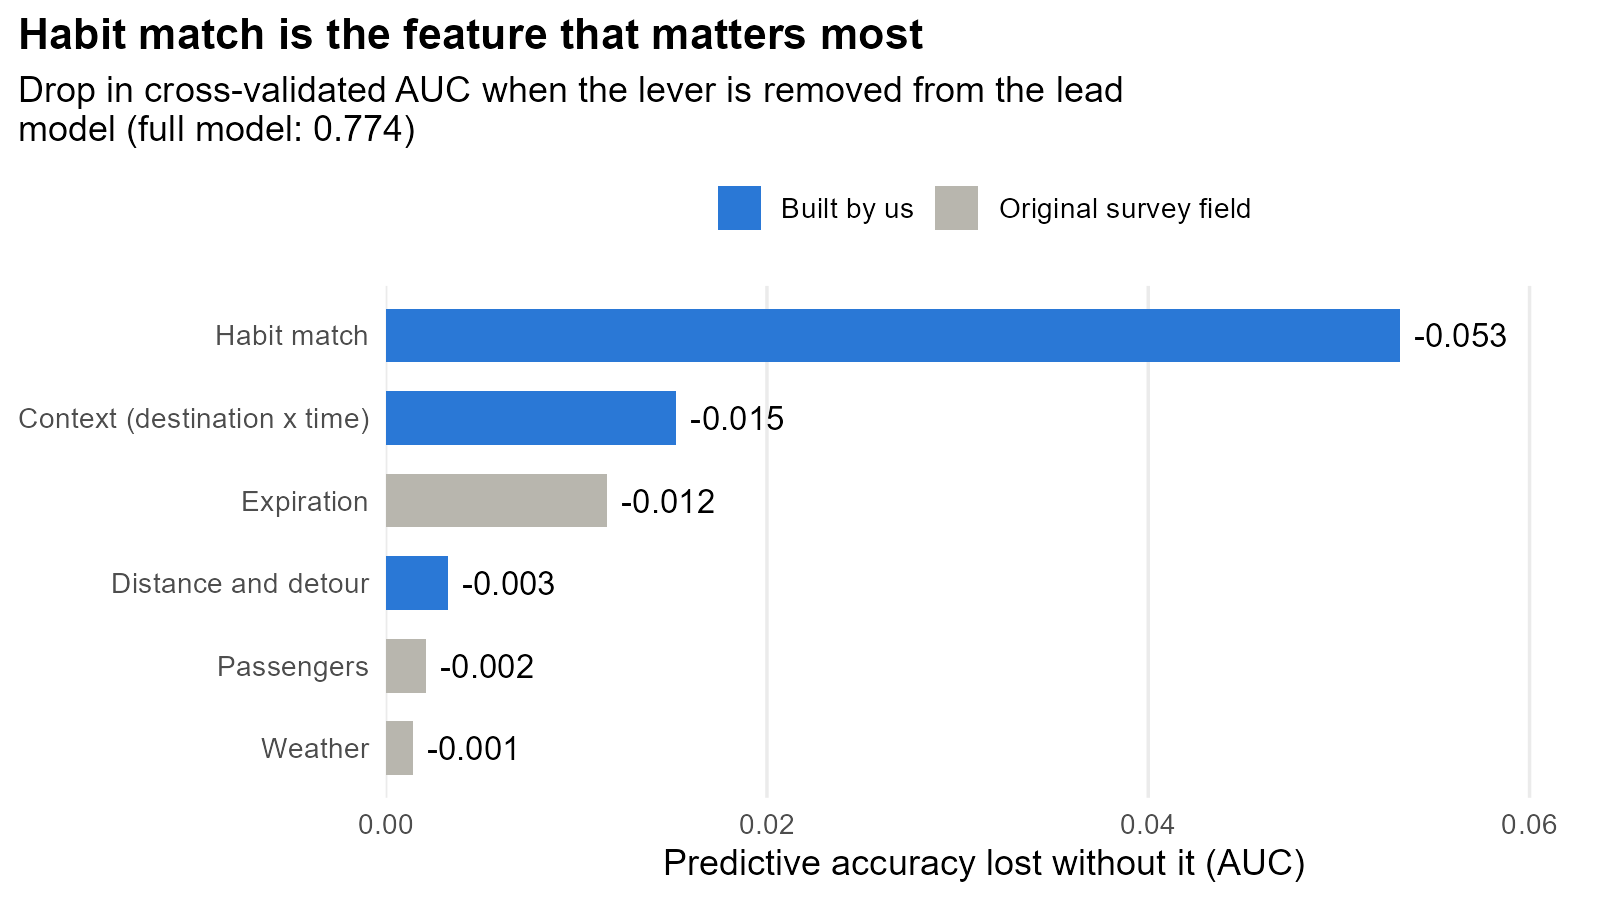 Habit match is the feature that matters most
Drop in cross-validated AUC when the lever is removed from the lead
model (full model: 0.774)
Built by us
Original survey field
Habit match
-0.053
Context (destination x time)
-0.015
Expiration
-0.012
Distance and detour
-0.003
Passengers
-0.002
Weather
-0.001
0.00
0.02
0.04
0.06
Predictive accuracy lost without it (AUC)